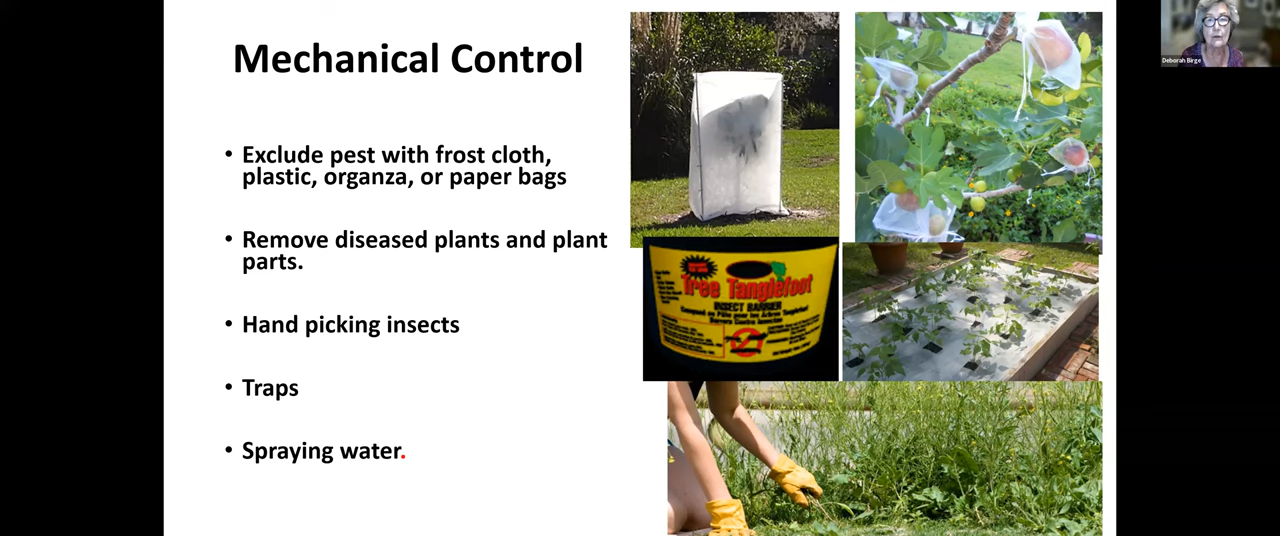 Mechanical Control
• Exclude pest with frost cloth,
plastic, organza, or paper bags
• Remove diseased plants and plant
parts.
• Hand picking insects
• Traps
• Spraying water.
Tree Tanglefoot
INSECT BARRIER
Deborah Birge